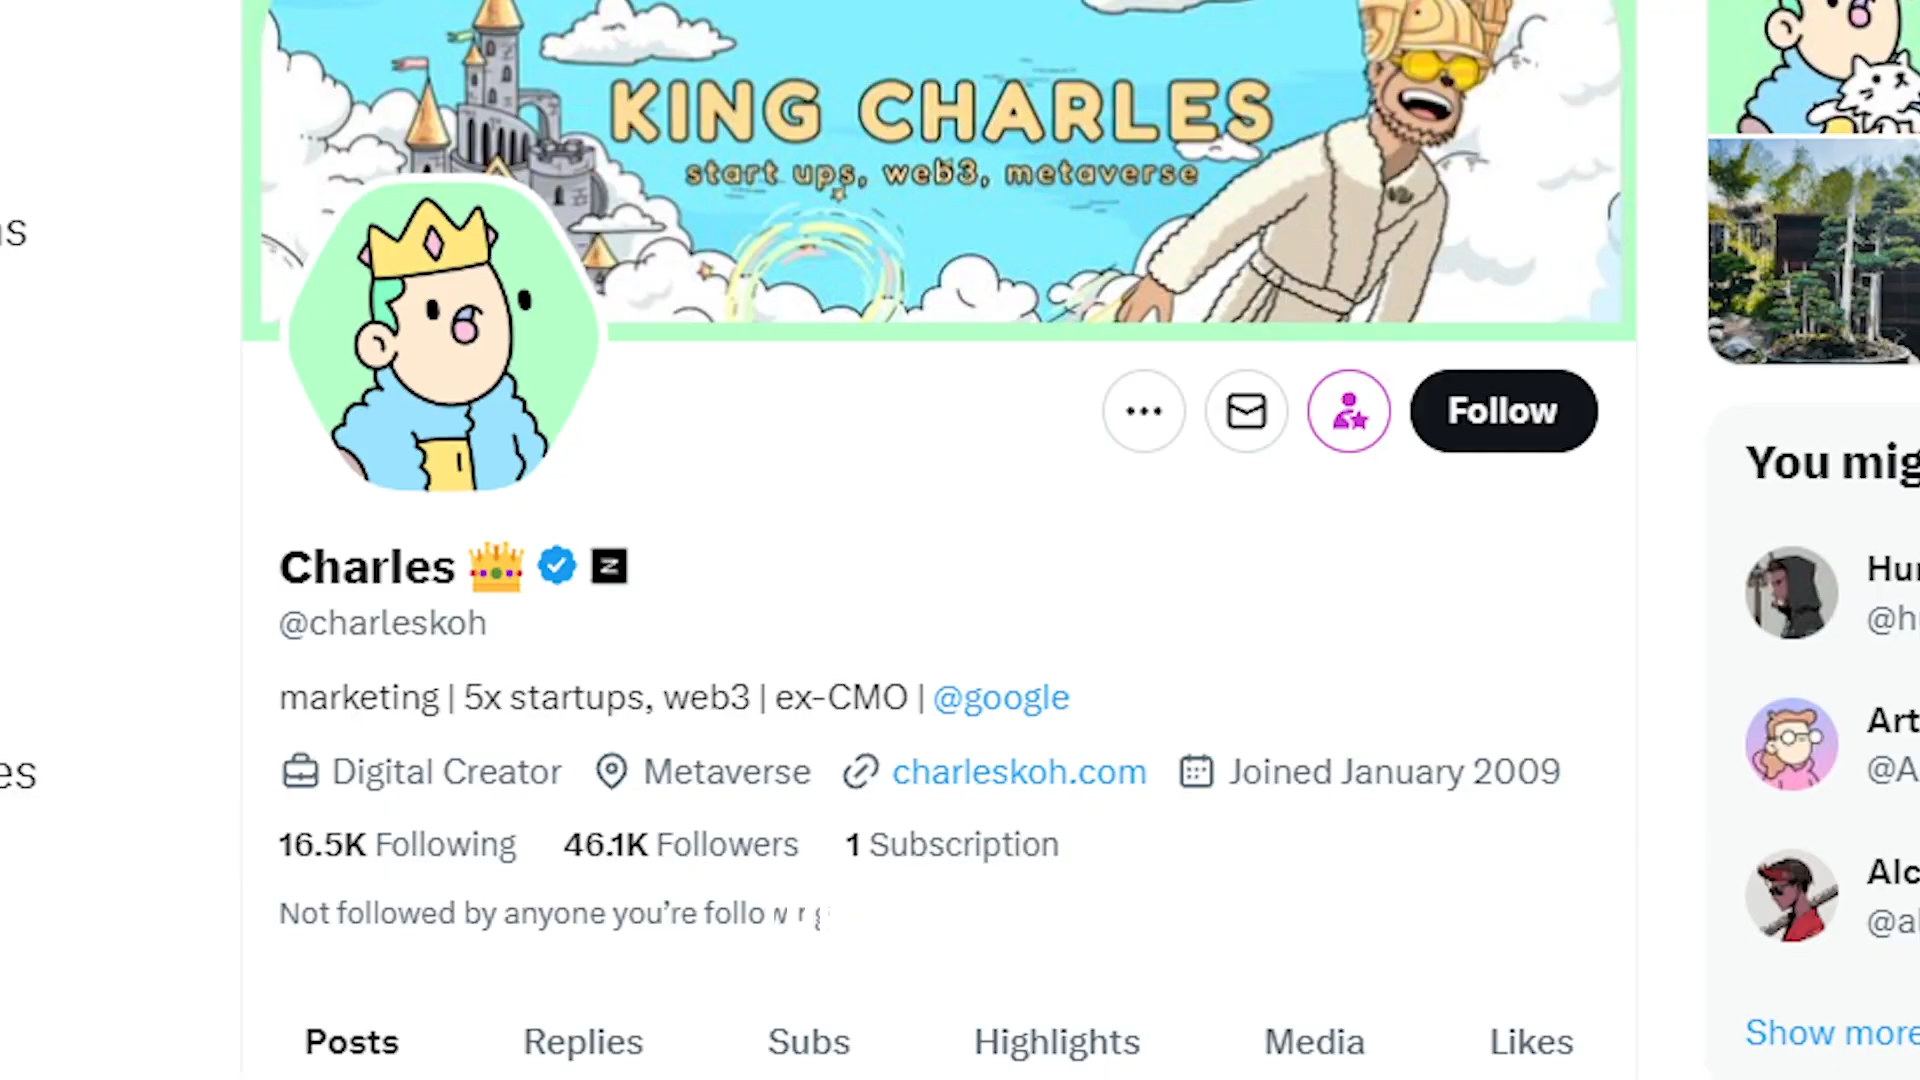 KING CHARLES
start ups, web3, metaverse
Follow
You mig
Charles
@charleskoh
marketing | 5x startups, web3 | ex-CMO | @google
Digital Creator Metaverse charleskoh.com Joined January 2009
16.5K Following 46.1K Followers 1 Subscription
Not followed by anyone you're
Posts Replies Subs Highlights Media Likes
Art
Alc
Show more